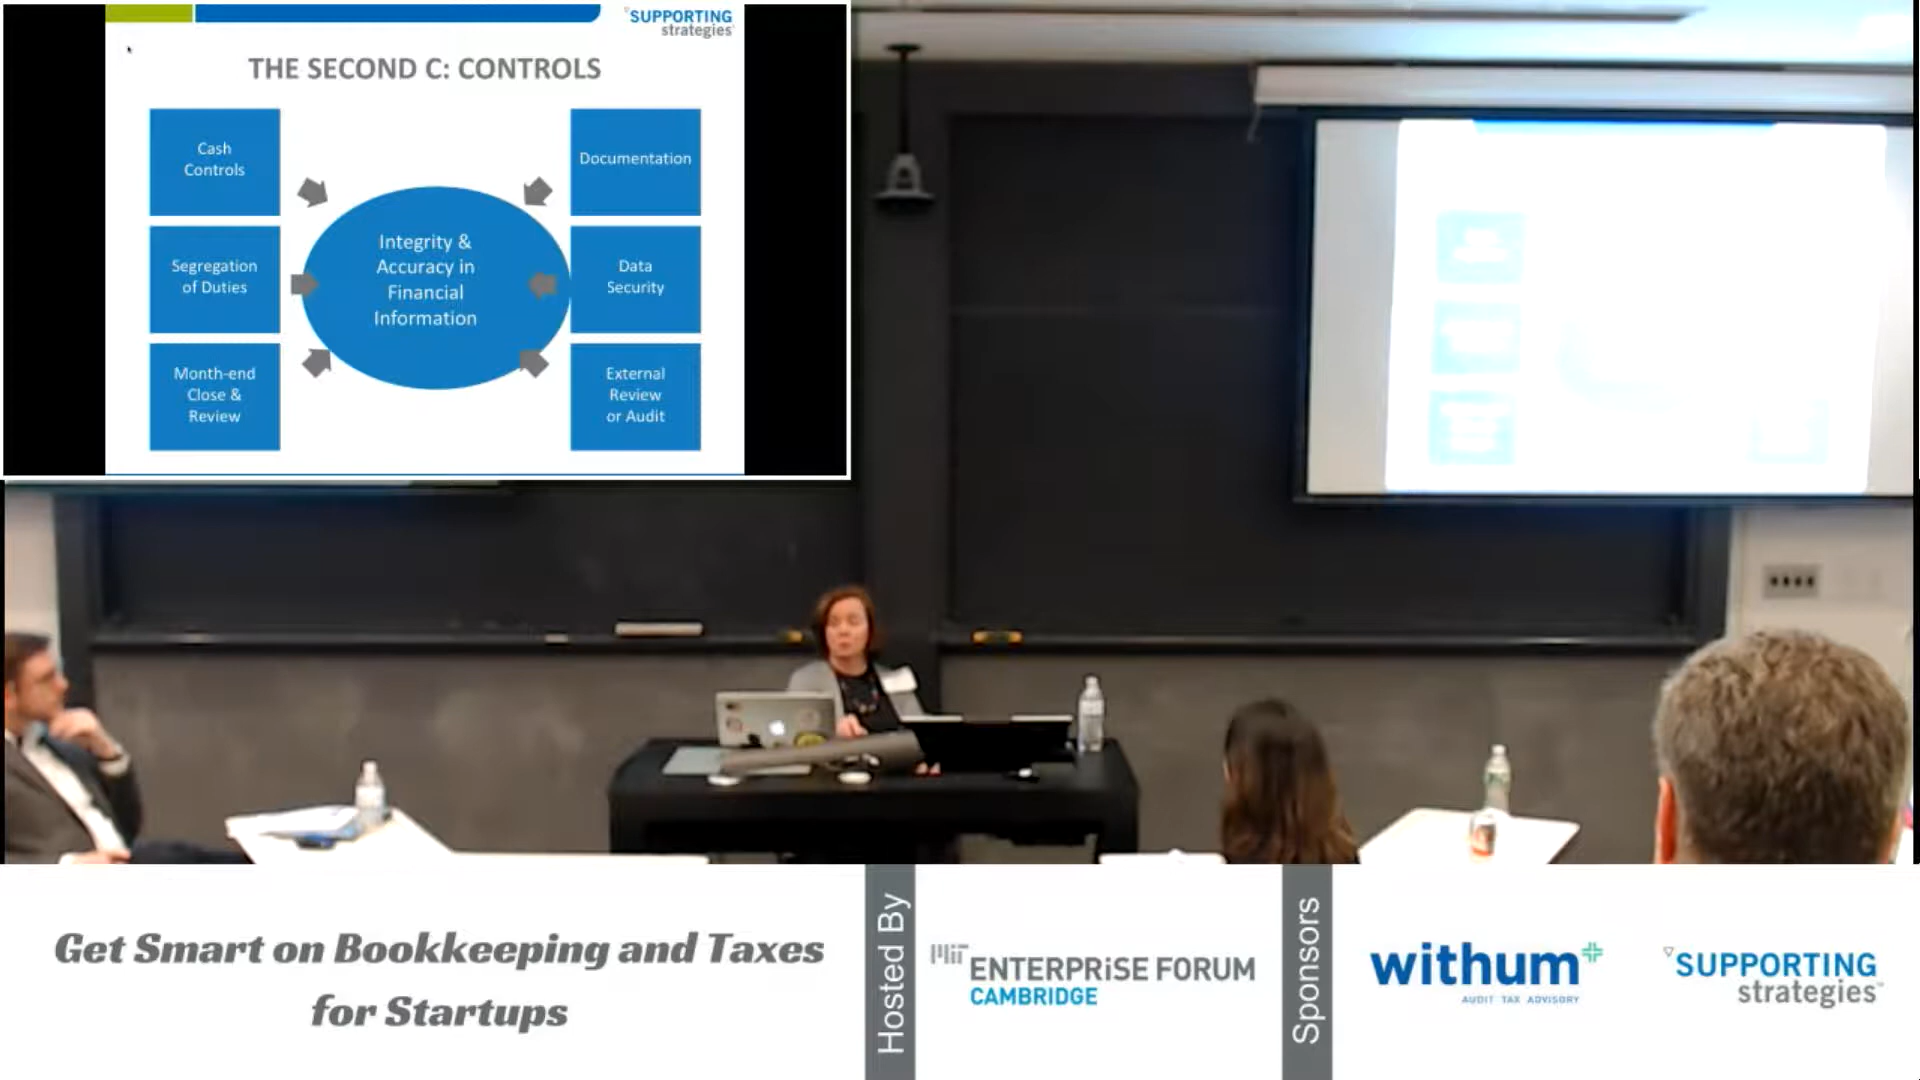 SUPPORTING
strategies
THE SECOND C: CONTROLS
Cash
Controls
Segregation
of Duties
Month-end
Close &
Review
Integrity &
Accuracy in
Financial
Information
Documentation
Data
Security
External
Review
or Audit
Get Smart on Bookkeeping and Taxes
for Startups
Hosted By
MiT
ENTERPRiSE FORUM
CAMBRIDGE
Sponsors
withum+
AUDIT TAX ADVISORY
SUPPORTING
strategies™